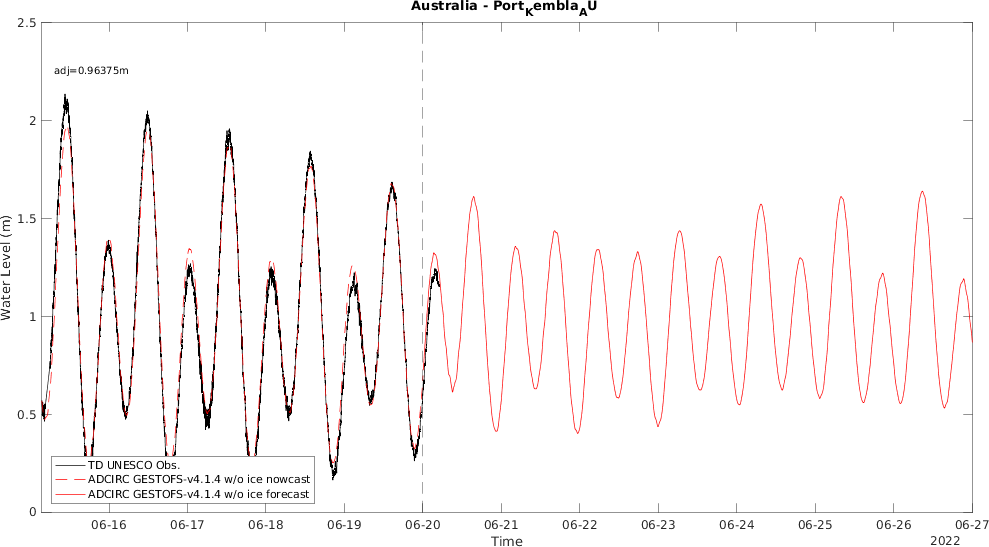 Australia - PortKemblaAU
adj=0.96375m
Water Level (m)
2.5
2
1.5
1
0.5
0
TD UNESCO Obs.
ADCIRC GESTOFS-v4.1.4 w/o ice nowcast
ADCIRC GESTOFS-v4.1.4 w/o ice forecast
06-16 06-17 06-18 06-19 06-20 06-21 06-22 06-23 06-24 06-25 06-26 06-27
Time
2022